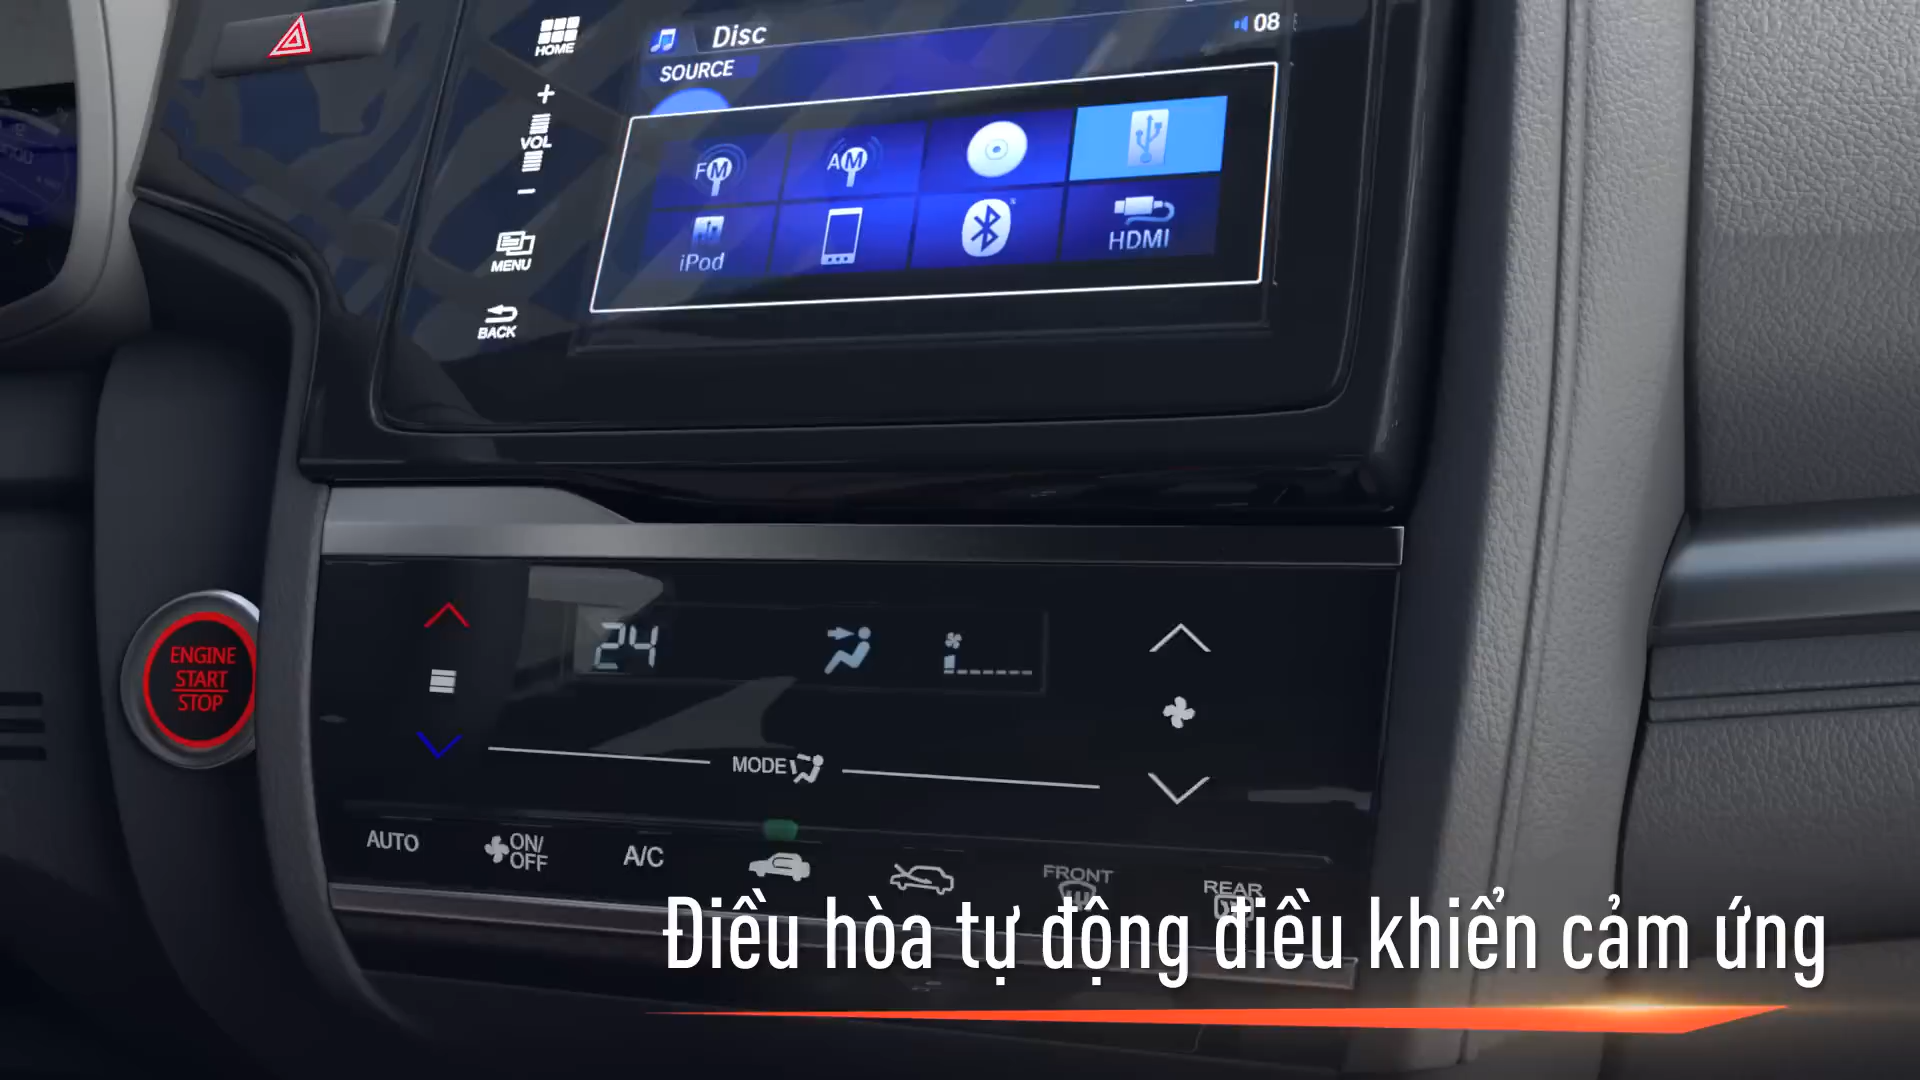 HOME
Disc
08
SOURCE
+
VOL
-
FM
AM
MENU
iPod
HDMI
BACK
ENGINE
START
STOP
24
MODE
AUTO
ON/
OFF
A/C
FRONT
REAR
Điều hòa tự động điều khiển cảm ứng